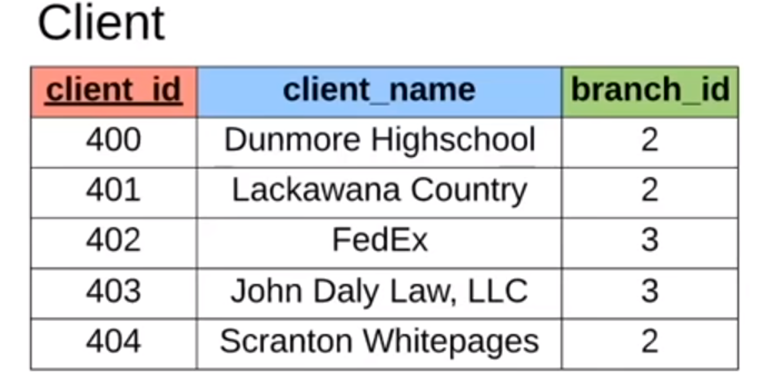 Client
client_id client_name branch_id
400 Dunmore Highschool 2
401 Lackawana Country 2
402 FedEx 3
403 John Daly Law, LLC 3
404 Scranton Whitepages 2